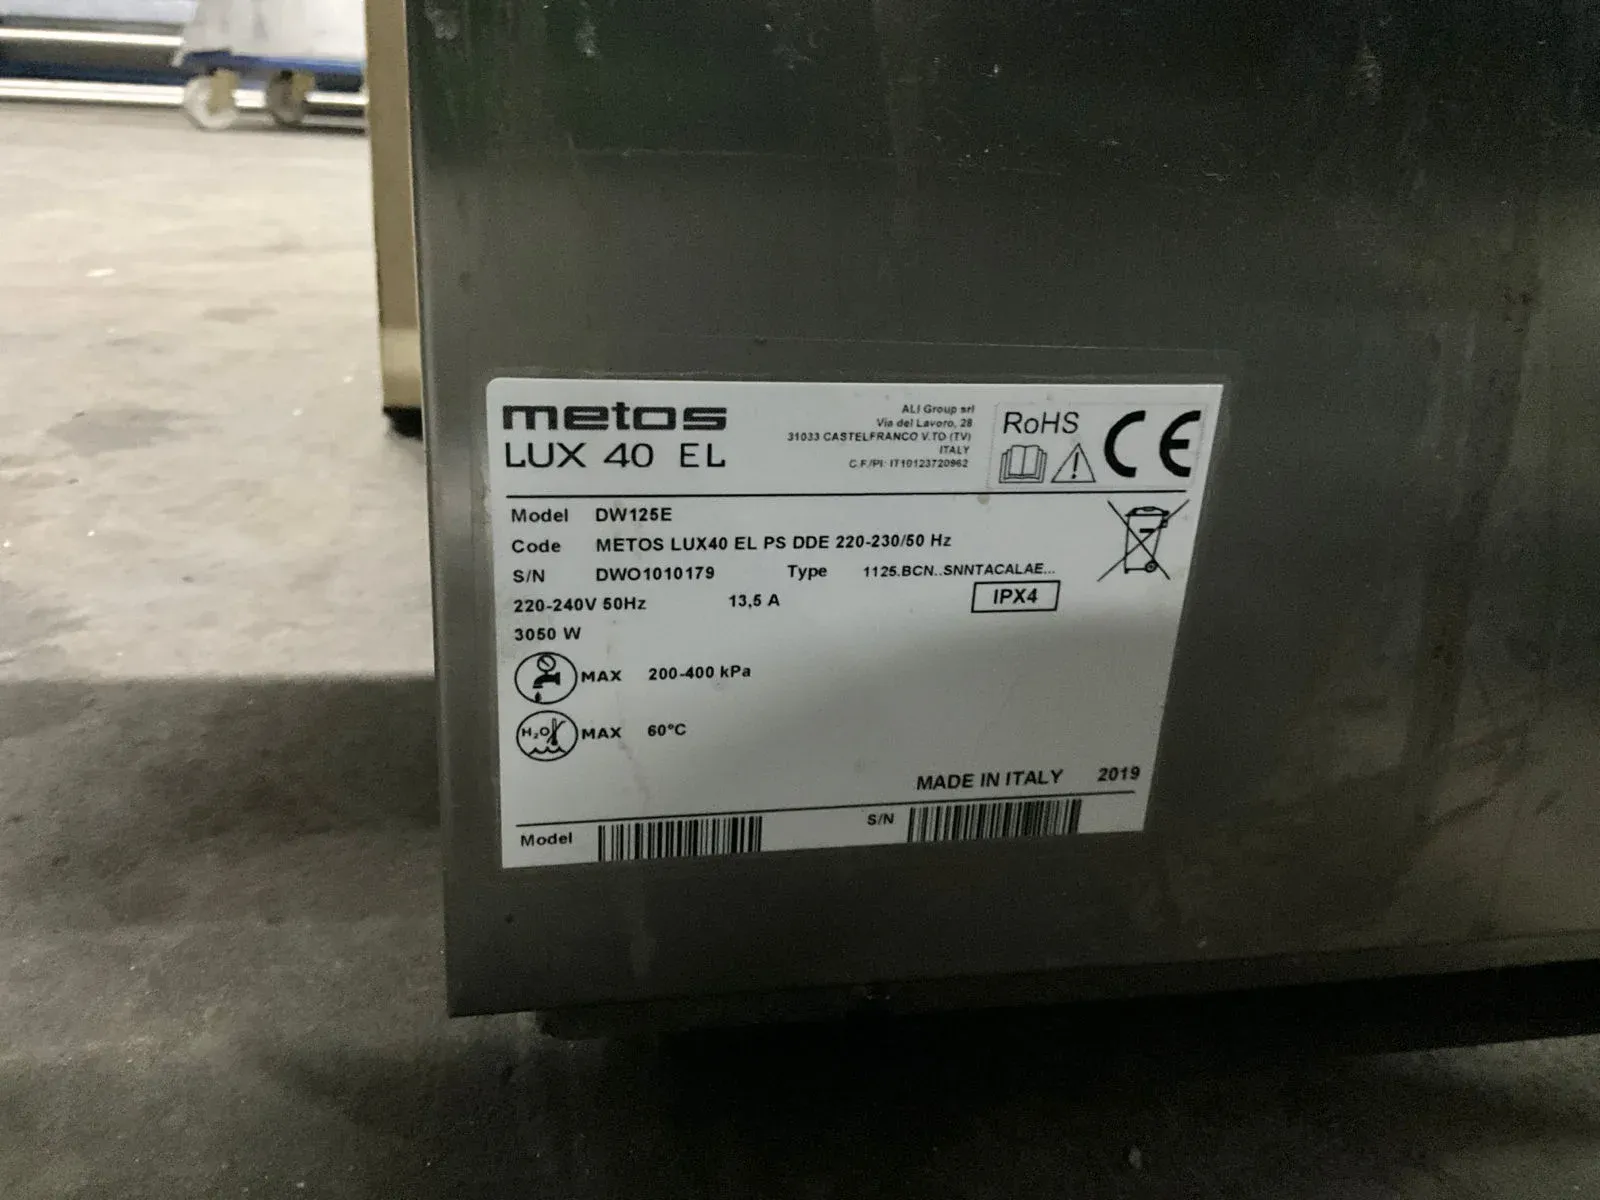 metos
LUX 40 EL
ALI Group srl
Via del Lavoro, 28
31033 CASTELFRANCO V.TO (TV)
ITALY
C.F./PI: IT10123720962
RoHS
CE
Model DW125E
Code METOS LUX40 EL PS DDE 220-230/50 Hz
S/N DWO1010179 Type 1125.BCN..SNNTACALAE...
220-240V 50Hz 13,5 A IPX4
3050 W
MAX 200-400 kPa
H₂O MAX 60°C
MADE IN ITALY 2019
Model S/N